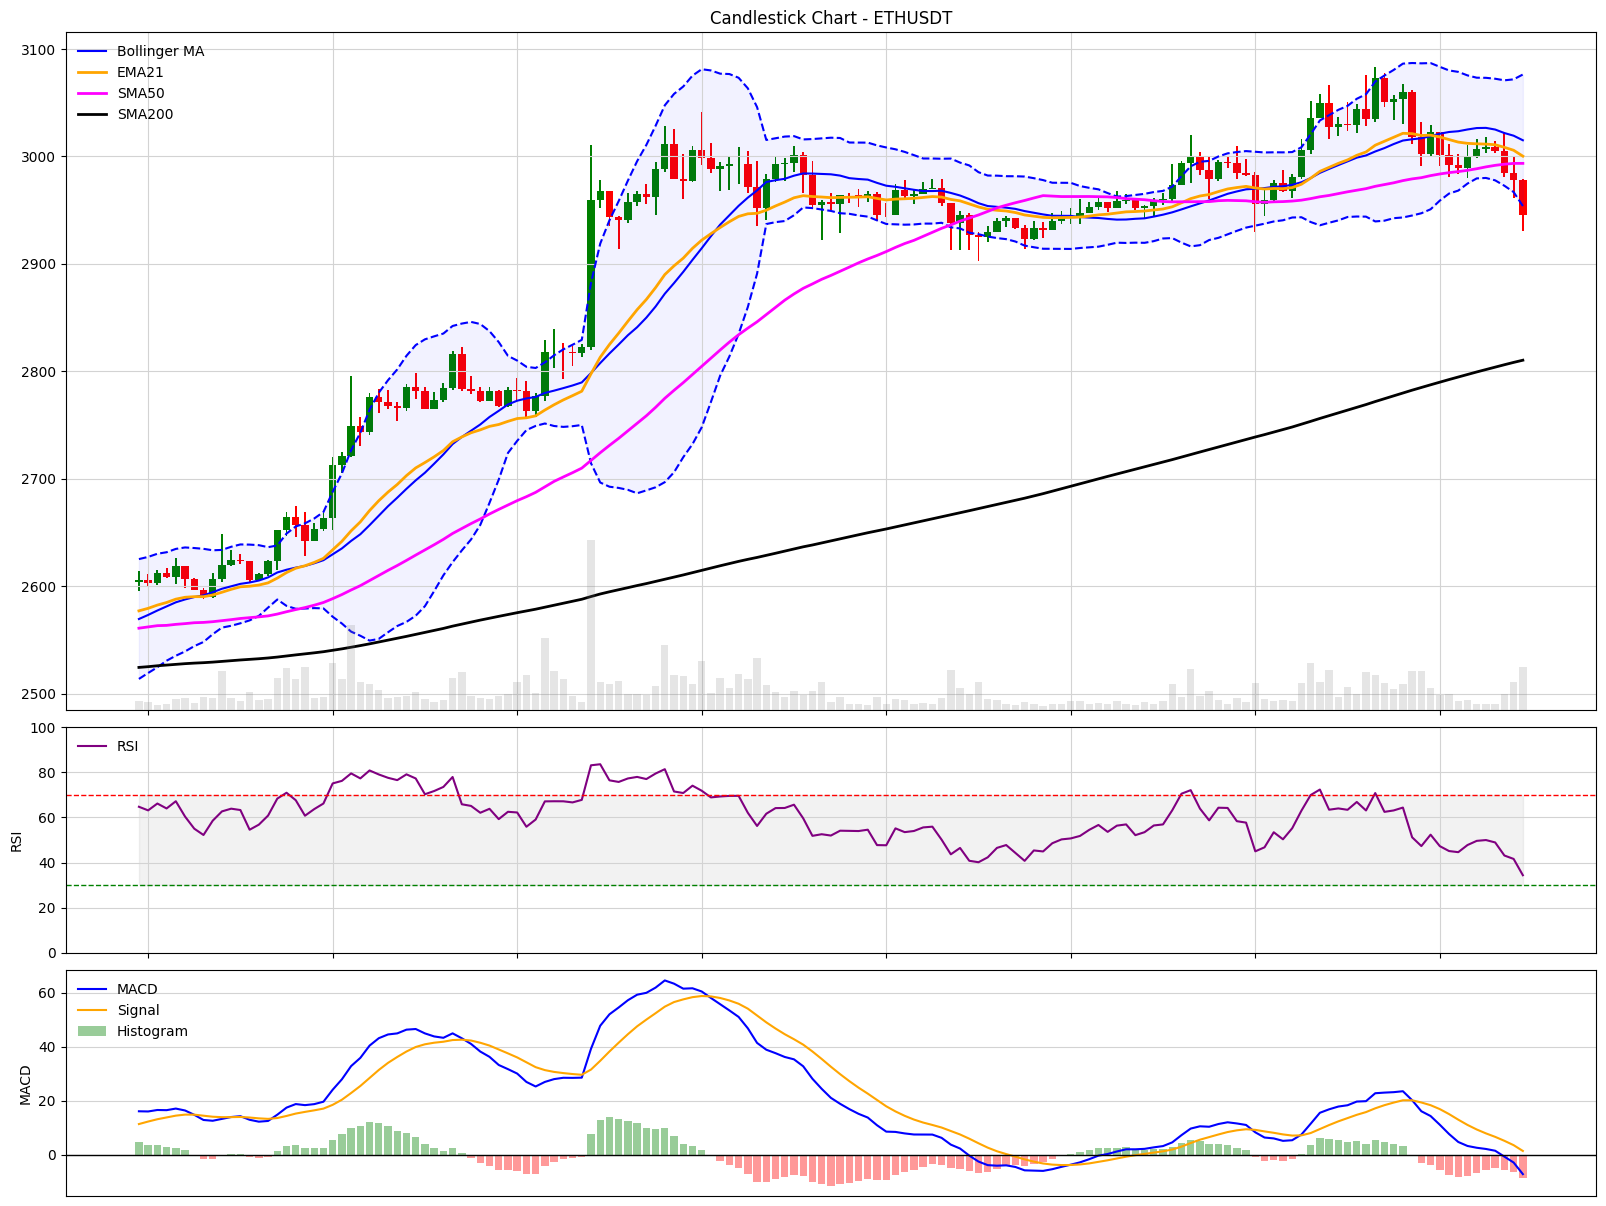 Candlestick Chart - ETHUSDT
Bollinger MA
EMA21
SMA50
SMA200
3100
3000
2900
2800
2700
2600
2500
RSI
RSI
100
80
60
40
20
0
MACD
Signal
Histogram
MACD
60
40
20
0